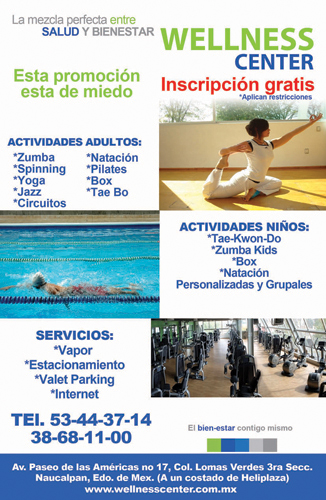 La mezcla perfecta entre
SALUD Y BIENESTAR
WELLNESS
CENTER
Esta promoción
esta de miedo
Inscripción gratis
*Aplican restricciones
ACTIVIDADES ADULTOS:
*Zumba
*Spinning
*Yoga
*Jazz
*Circuitos
*Natación
*Pilates
*Box
*Tae Bo
ACTIVIDADES NIÑOS:
*Tae-Kwon-Do
*Zumba Kids
*Box
*Natación
Personalizadas y Grupales
SERVICIOS:
*Vapor
*Estacionamiento
*Valet Parking
*Internet
TEl. 53-44-37-14
38-68-11-00
El bien-estar contigo mismo
Av. Paseo de las Américas no 17, Col. Lomas Verdes 3ra Secc.
Naucalpan, Edo. de Mex. (A un costado de Heliplaza)
www.wellnesscenter.com.mx